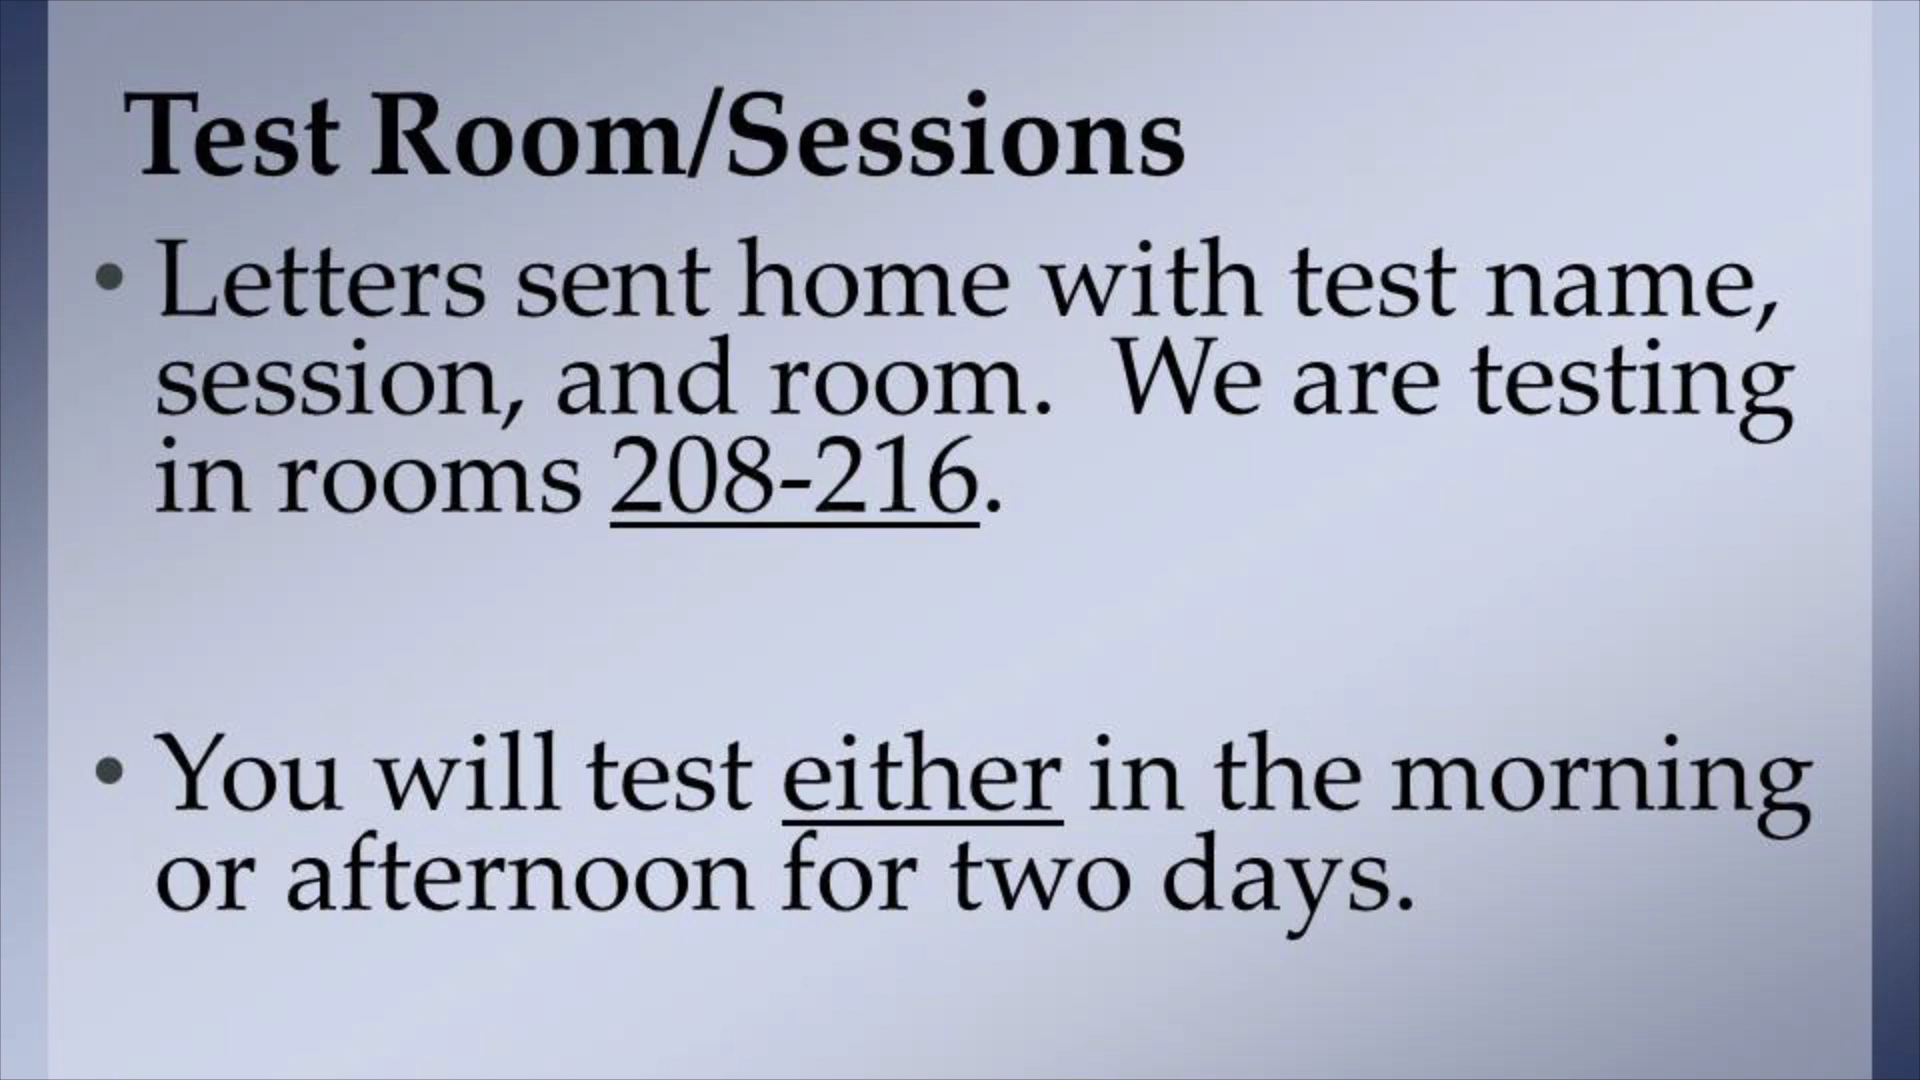 Test Room/Sessions
• Letters sent home with test name,
session, and room.  We are testing
in rooms 208-216.
• You will test either in the morning
or afternoon for two days.